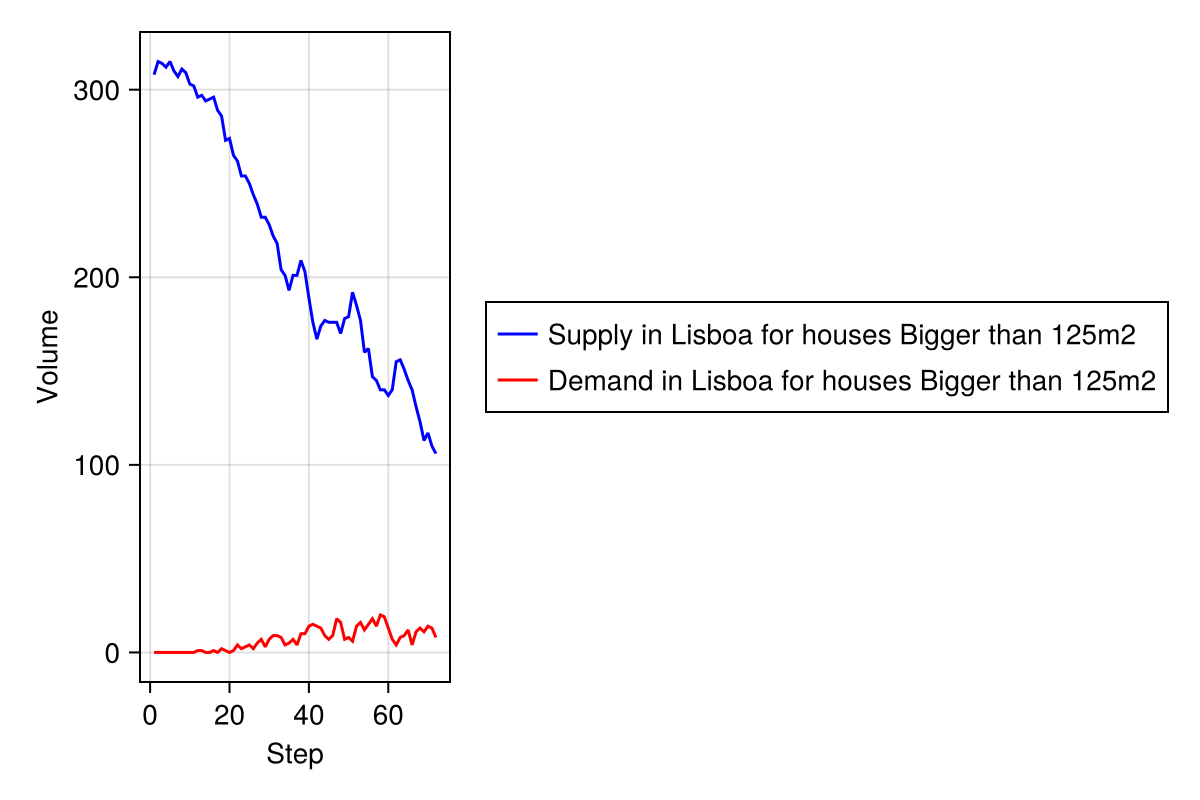 300
200
100
0
Volume
0 20 40 60
Step
Supply in Lisboa for houses Bigger than 125m2
Demand in Lisboa for houses Bigger than 125m2